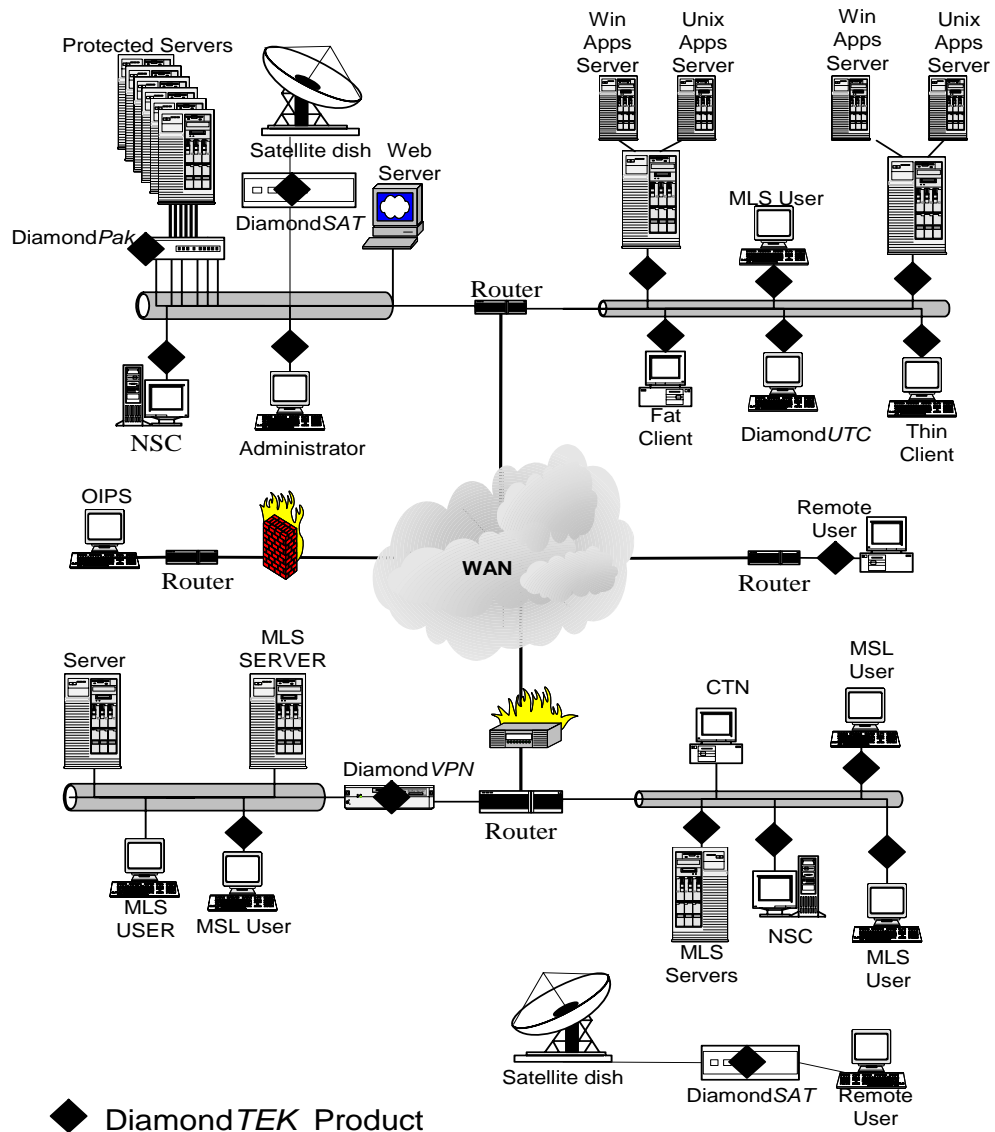 Protected Servers
Satellite dish
Diamond SAT
Web
Server
DiamondPak
NSC
Administrator
Router
Win
Apps
Server
Unix
Apps
Server
Win
Apps
Server
Unix
Apps
Server
MLS User
Fat
Client
DiamondUTC
Thin
Client
OIPS
Router
WAN
Router
Remote
User
Server
MLS
SERVER
DiamondVPN
MLS
USER
MSL User
Router
CTN
MSL
User
MLS
Servers
NSC
MLS
User
Satellite dish
DiamondSAT
Remote
User
DiamondTEK Product